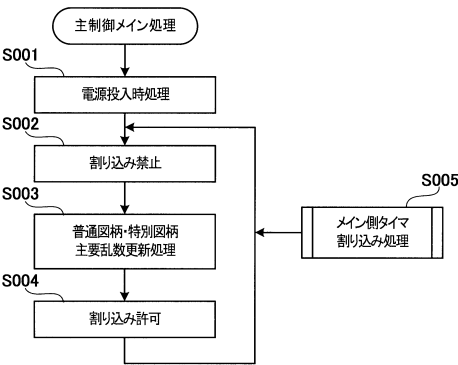 主制御メイン処理
S001
電源投入時処理
S002
割り込み禁止
S003
普通図柄・特別図柄
主要乱数更新処理
S004
割り込み許可
S005
メイン側タイマ
割り込み処理